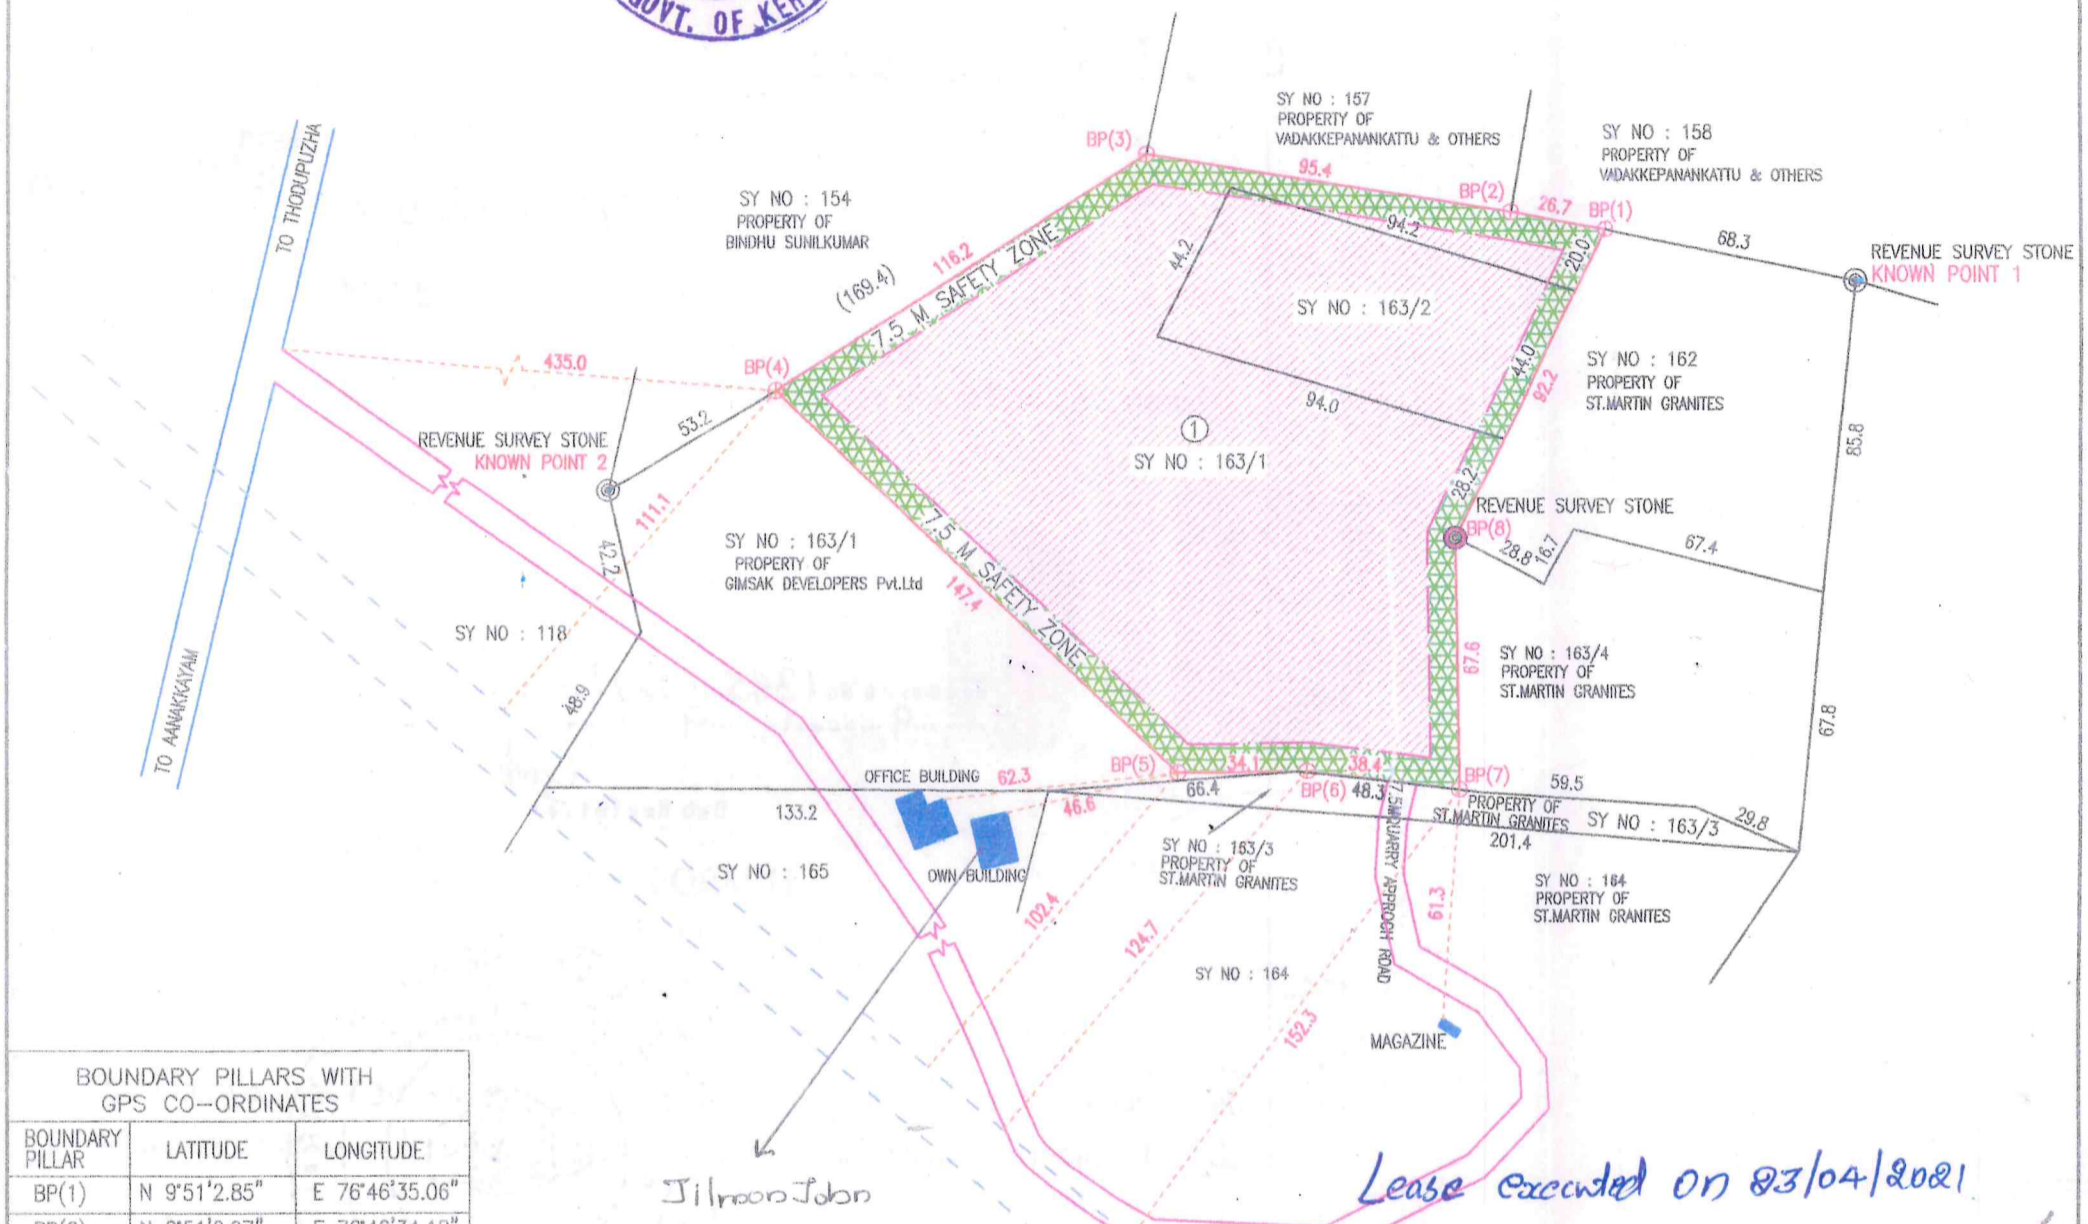 GOVT. OF KER
TO THODUPUZHA
TO AANAKKAYAM
SY NO : 157
PROPERTY OF
VADAKKEPANANKATTU & OTHERS
SY NO : 158
PROPERTY OF
VADAKKEPANANKATTU & OTHERS
BP(3)
95.4
BP(2)
26.7
BP(1)
68.3
REVENUE SURVEY STONE
KNOWN POINT 1
SY NO : 154
PROPERTY OF
BINDHU SUNILKUMAR
(169.4)
116.2
7.5 M SAFETY ZONE
44.2
94.2
20.0
SY NO : 163/2
44.0
92.2
94.0
SY NO : 162
PROPERTY OF
ST.MARTIN GRANITES
85.8
435.0
BP(4)
53.2
REVENUE SURVEY STONE
KNOWN POINT 2
111.1
42.2
1
SY NO : 163/1
28.2
REVENUE SURVEY STONE
BP(8)
28.8
16.7
67.4
SY NO : 163/1
PROPERTY OF
GIMSAK DEVELOPERS Pvt.Ltd
7.5 M SAFETY ZONE
147.4
SY NO : 118
48.9
67.6
SY NO : 163/4
PROPERTY OF
ST.MARTIN GRANITES
67.8
OFFICE BUILDING
62.3
BP(5)
34.1
38.4
BP(7)
59.5
133.2
46.6
66.4
BP(6)
48.3
PROPERTY OF
ST.MARTIN GRANITES
SY NO : 163/3
29.8
201.4
7.5M QUARRY APPROCH ROAD
SY NO : 165
OWN BUILDING
SY NO : 163/3
PROPERTY OF
ST.MARTIN GRANITES
SY NO : 164
PROPERTY OF
ST.MARTIN GRANITES
102.4
124.7
61.3
SY NO : 164
152.3
MAGAZINE
BOUNDARY PILLARS WITH
GPS CO-ORDINATES
BOUNDARY PILLAR LATITUDE LONGITUDE
BP(1) N 9°51'2.85" E 76°46'35.06"
Jilmon John
Lease executed on 23/04/2021